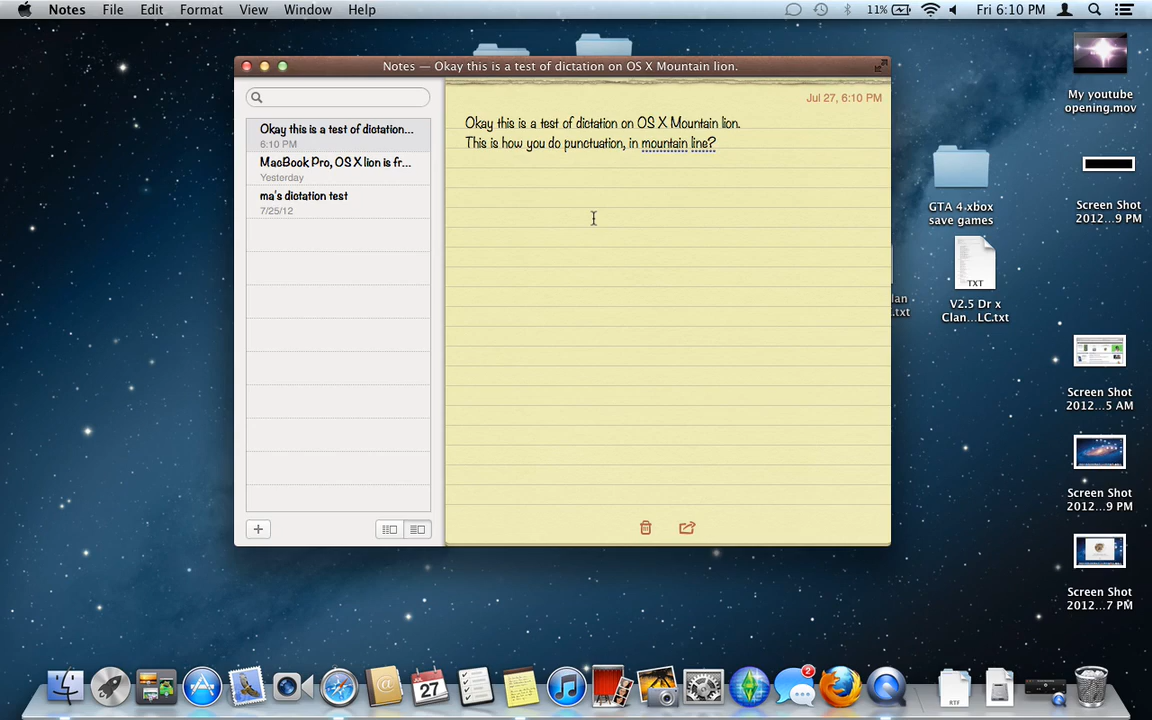 Notes File Edit Format View Window Help
11% Fri 6:10 PM
Notes — Okay this is a test of dictation on OS X Mountain lion.
Okay this is a test of dictation...
6:10 PM
MacBook Pro, OS X lion is fr...
Yesterday
ma's dictation test
7/25/12
Jul 27, 6:10 PM
Okay this is a test of dictation on OS X Mountain lion.
This is how you do punctuation, in mountain line?
My youtube
opening.mov
GTA 4 xbox
save games
Screen Shot
2012...9 PM
TXT
V2.5 Dr x
Clan...LC.txt
lan
.txt
Screen Shot
2012...5 AM
Screen Shot
2012...9 PM
Screen Shot
2012...7 PM
JUL
27
2
RTF